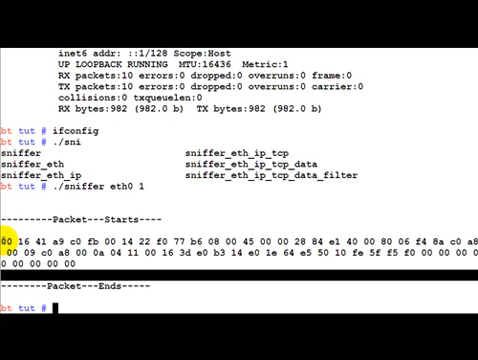 inet6 addr: ::1/128 Scope:Host
UP LOOPBACK RUNNING  MTU:16436  Metric:1
RX packets:10 errors:0 dropped:0 overruns:0 frame:0
TX packets:10 errors:0 dropped:0 overruns:0 carrier:0
collisions:0 txqueuelen:0
RX bytes:982 (982.0 b)  TX bytes:982 (982.0 b)
bt tut # ifconfig
bt tut # ./sni
sniffer sniffer_eth_ip_tcp
sniffer_eth sniffer_eth_ip_tcp_data
sniffer_eth_ip sniffer_eth_ip_tcp_data_filter
bt tut # ./sniffer eth0 1
---------Packet---Starts----
00 16 41 a9 c0 fb 00 14 22 f0 77 b6 08 00 45 00 00 28 84 e1 40 00 80 06 f4 8a c0 a8
00 09 c0 a8 00 0a 04 11 00 16 3d e0 b3 14 e0 1e 64 e5 50 10 fe 5f f5 f0 00 00 00 0
0 00 00 00 00
--------Packet---Ends-----
bt tut #